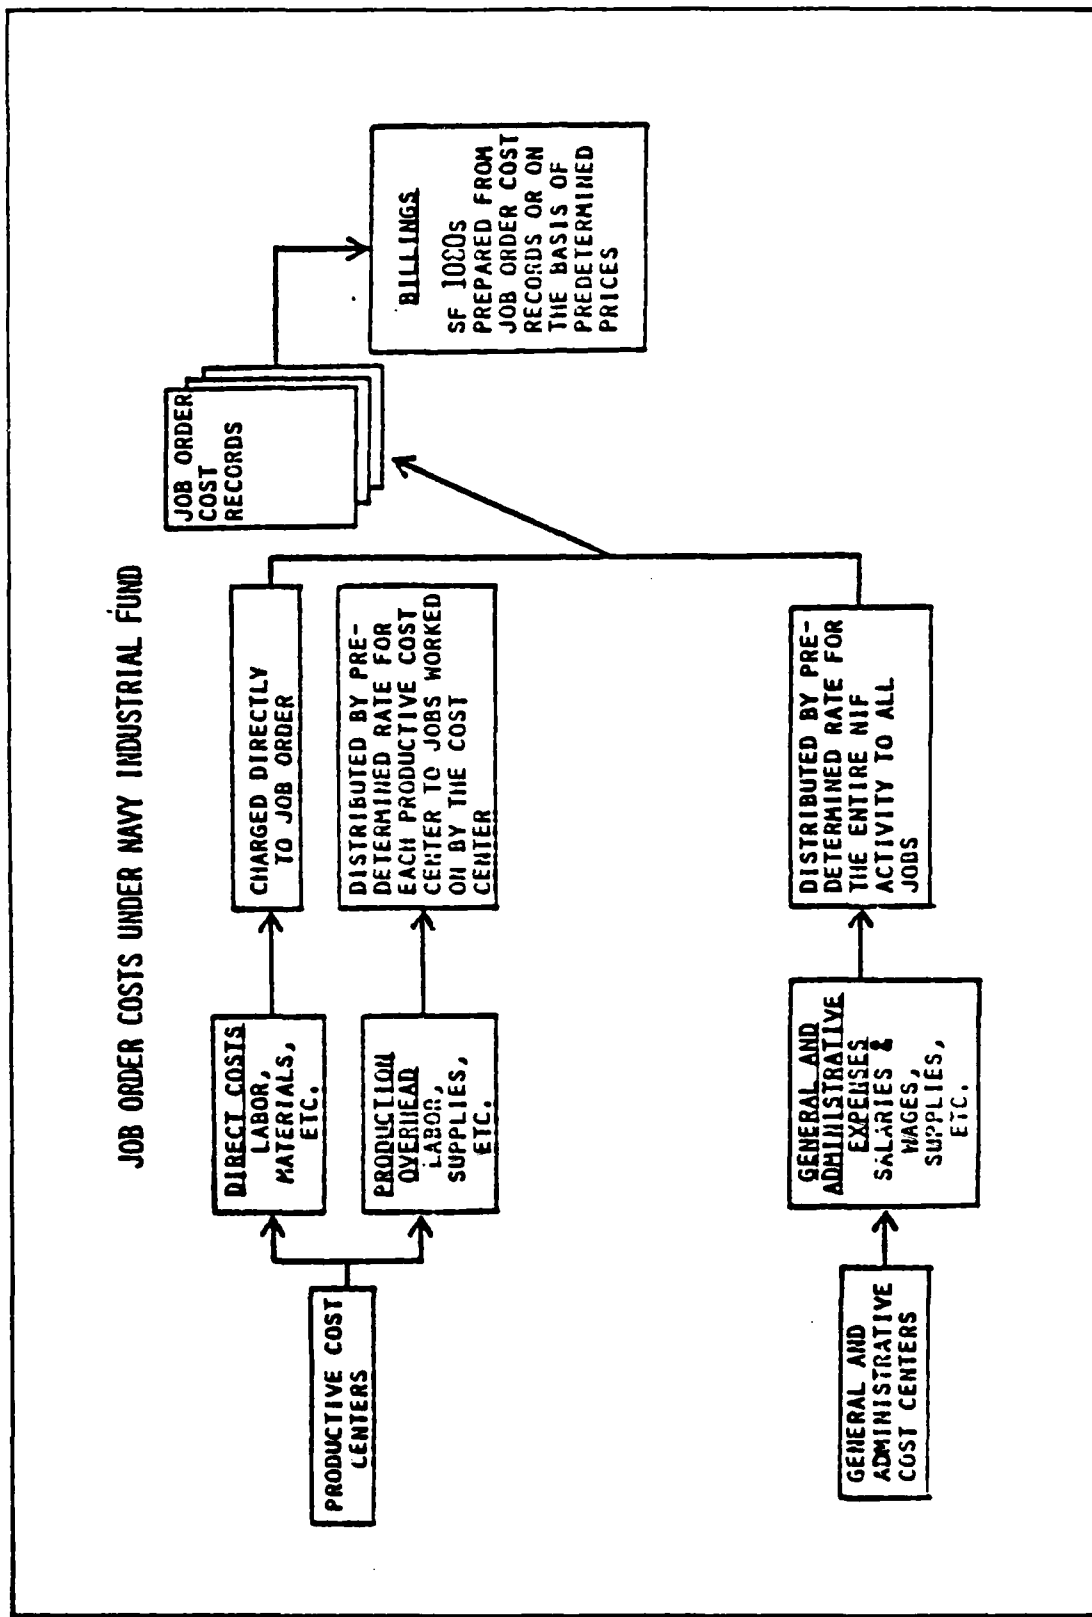 JOB ORDER COSTS UNDER NAVY INDUSTRIAL FUND
PRODUCTIVE COST
CENTERS
DIRECT COSTS
LABOR,
MATERIALS,
ETC.
CHARGED DIRECTLY
TO JOB ORDER
PRODUCTION
OVERHEAD
LABOR,
SUPPLIES,
ETC.
DISTRIBUTED BY PRE-
DETERMINED RATE FOR
EACH PRODUCTIVE COST
CENTER TO JOBS WORKED
ON BY THE COST
CENTER
GENERAL AND
ADMINISTRATIVE
COST CENTERS
GENERAL AND
ADMINISTRATIVE
EXPENSES
SALARIES &
WAGES,
SUPPLIES,
ETC.
DISTRIBUTED BY PRE-
DETERMINED RATE FOR
THE ENTIRE NIF
ACTIVITY TO ALL
JOBS
JOB ORDER
COST
RECORDS
BILLINGS
SF 1080s
PREPARED FROM
JOB ORDER COST
RECORDS OR ON
THE BASIS OF
PREDETERMINED
PRICES